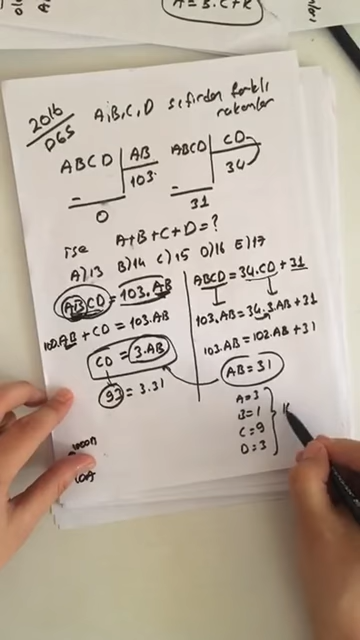 A = B.C+K
2016
DGS
A,B,C,D sıfırdan farklı
rakamlar
ABCD | AB
103
-
0
ABCD | CD
34
-
31
ise A+B+C+D=?
A)13 B)14 C)15 D)16 E)17
ABCD = 103.AB
100.AB + CD = 103.AB
CD = 3.AB
93 = 3.31
ABCD = 34.CD + 31
103.AB = 34.3.AB + 31
103.AB = 102.AB + 31
AB = 31
A=3
B=1
C=9
D=3